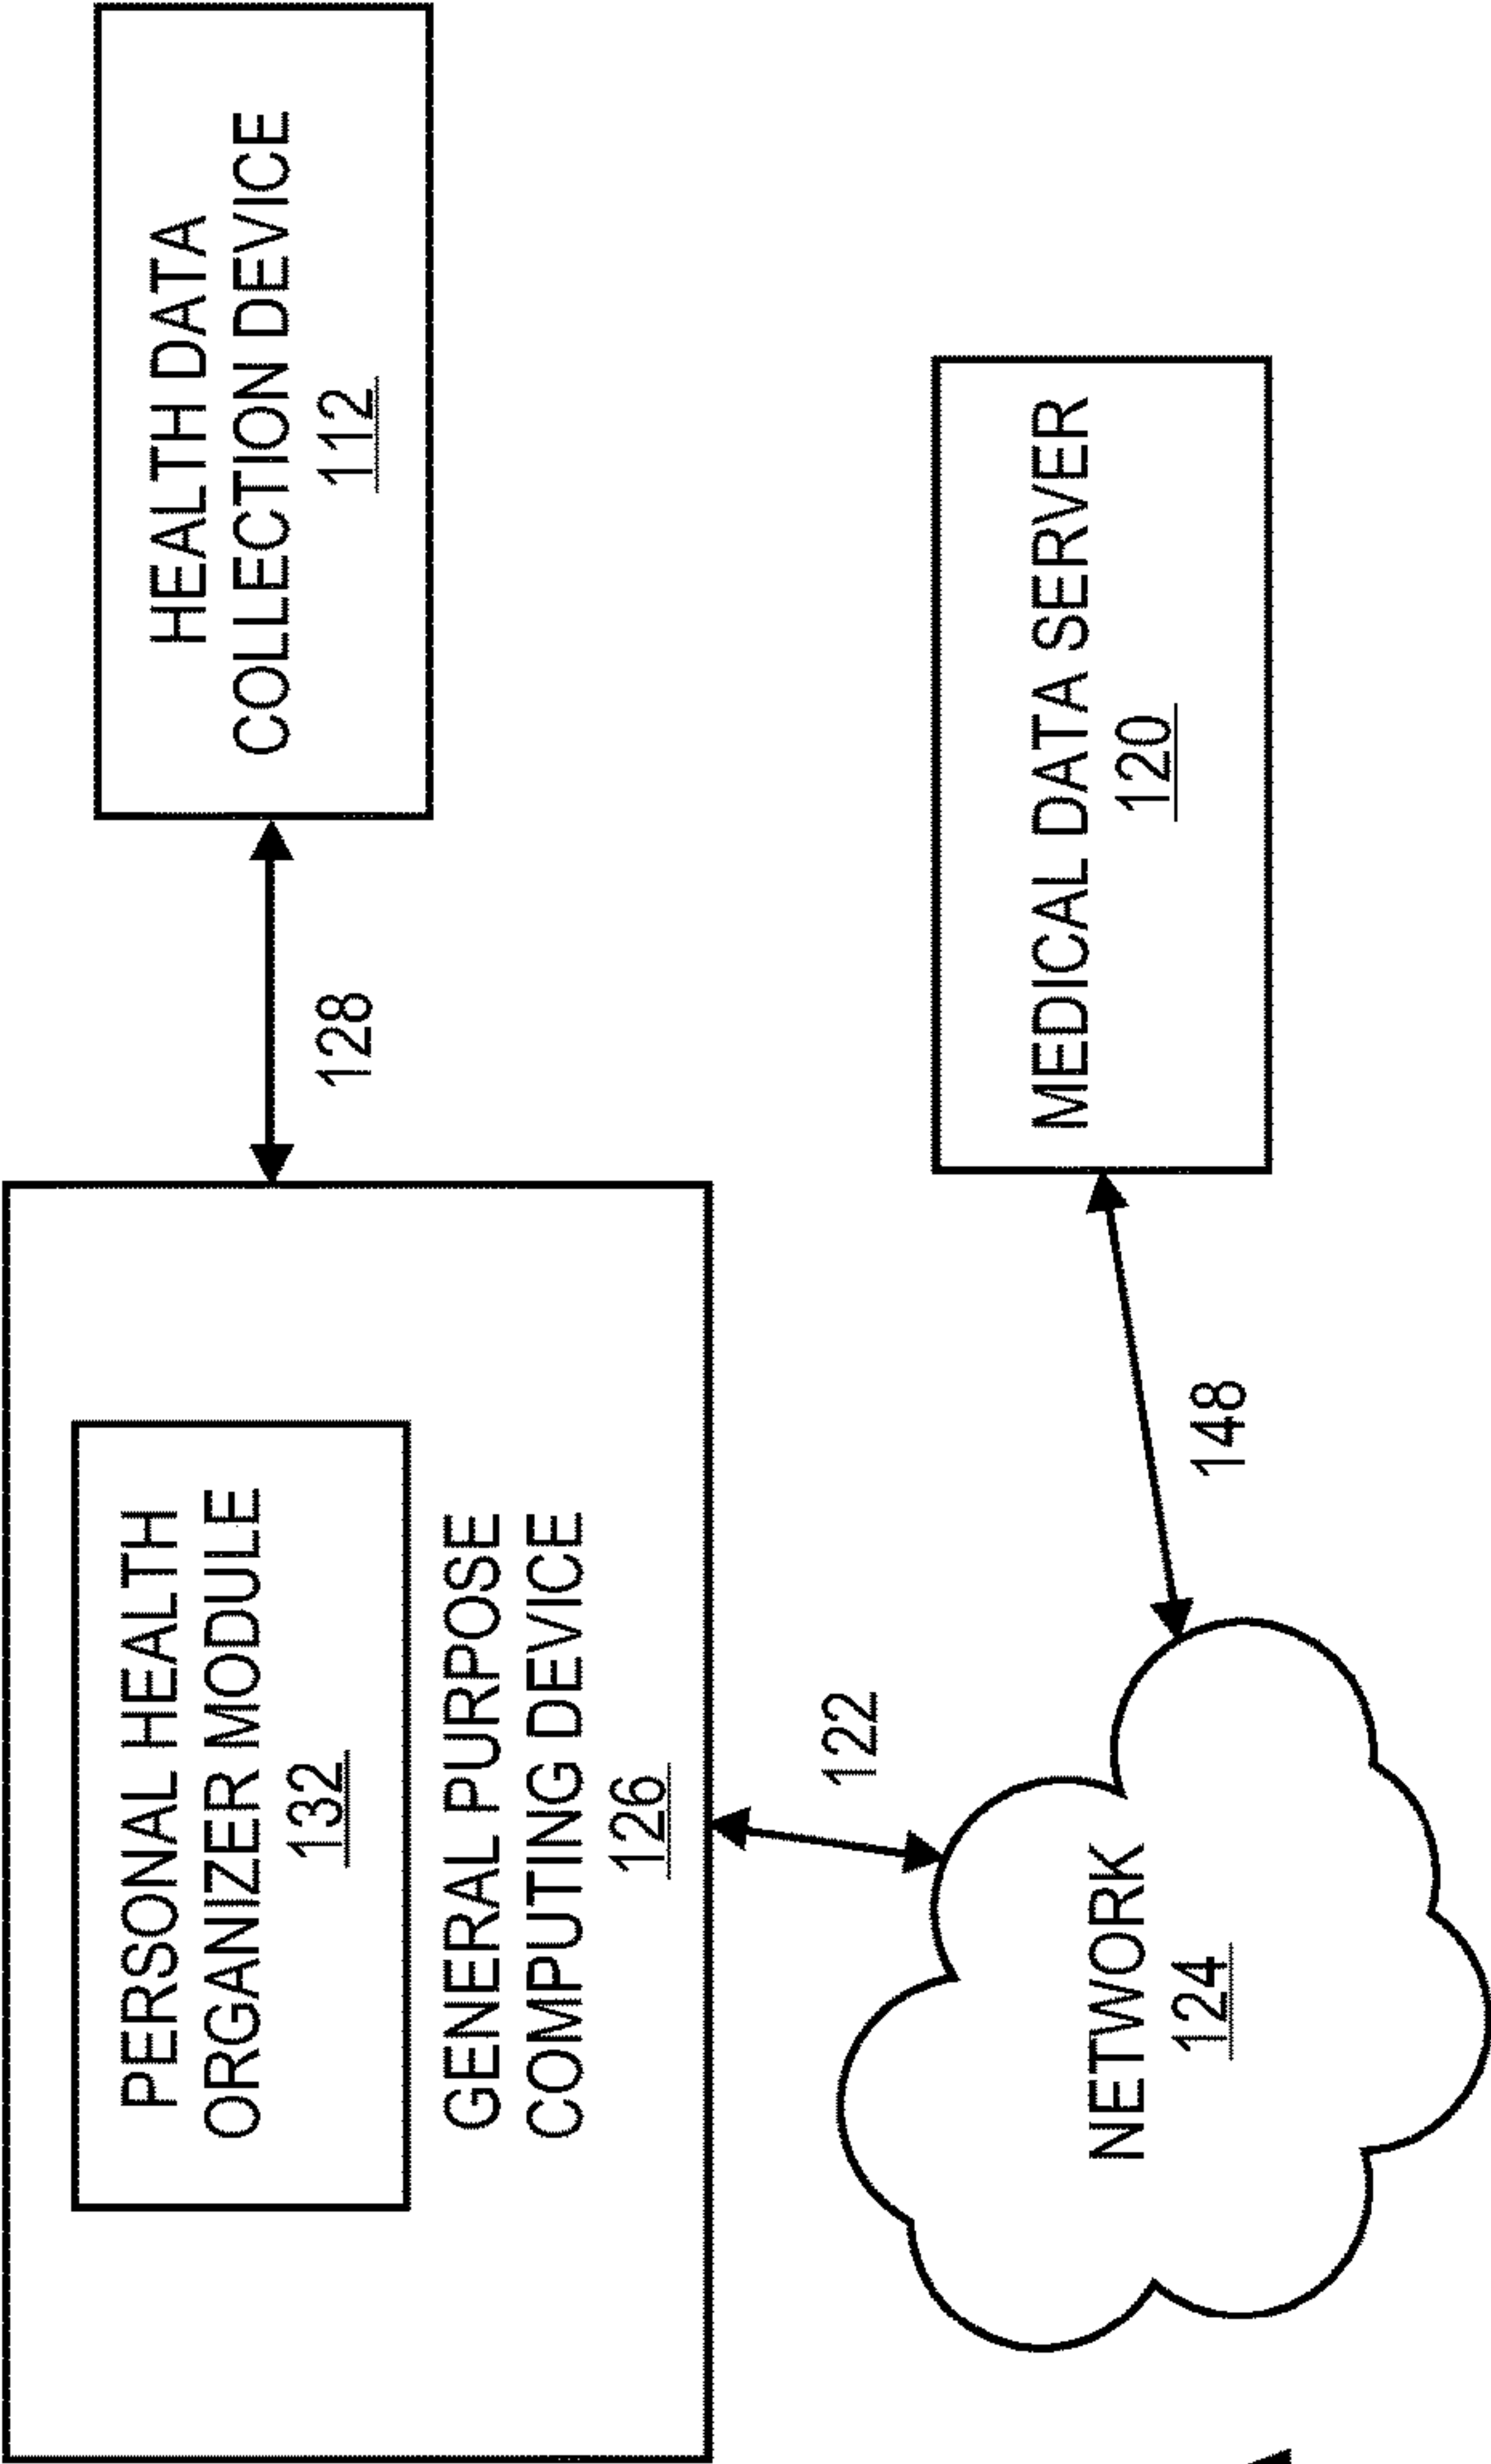 PERSONAL HEALTH
ORGANIZER MODULE
132
GENERAL PURPOSE
COMPUTING DEVICE
126
128
HEALTH DATA
COLLECTION DEVICE
112
122
NETWORK
124
148
MEDICAL DATA SERVER
120